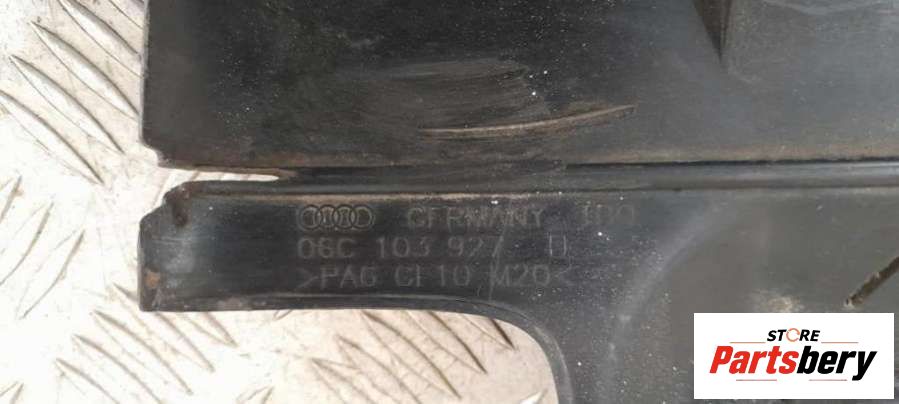 GERMANY
06C 103 927
>PA6 GF10 M20<
STORE
Partsbery